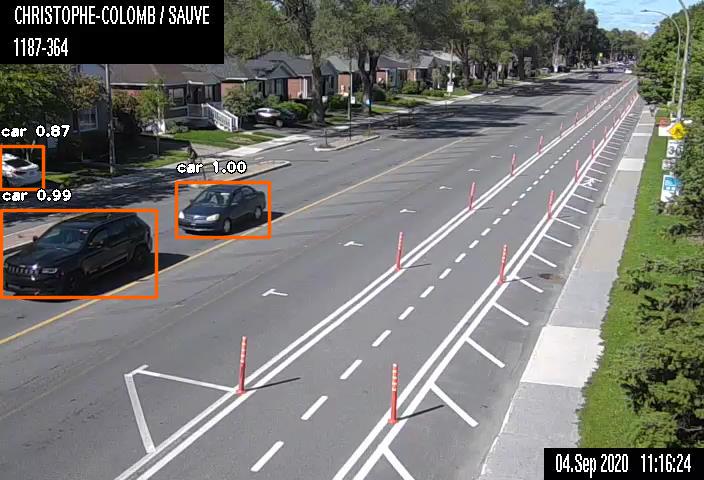 CHRISTOPHE-COLOMB / SAUVE
1187-364
car 0.87
car 1.00
car 0.99
04.Sep 2020 11:16:24